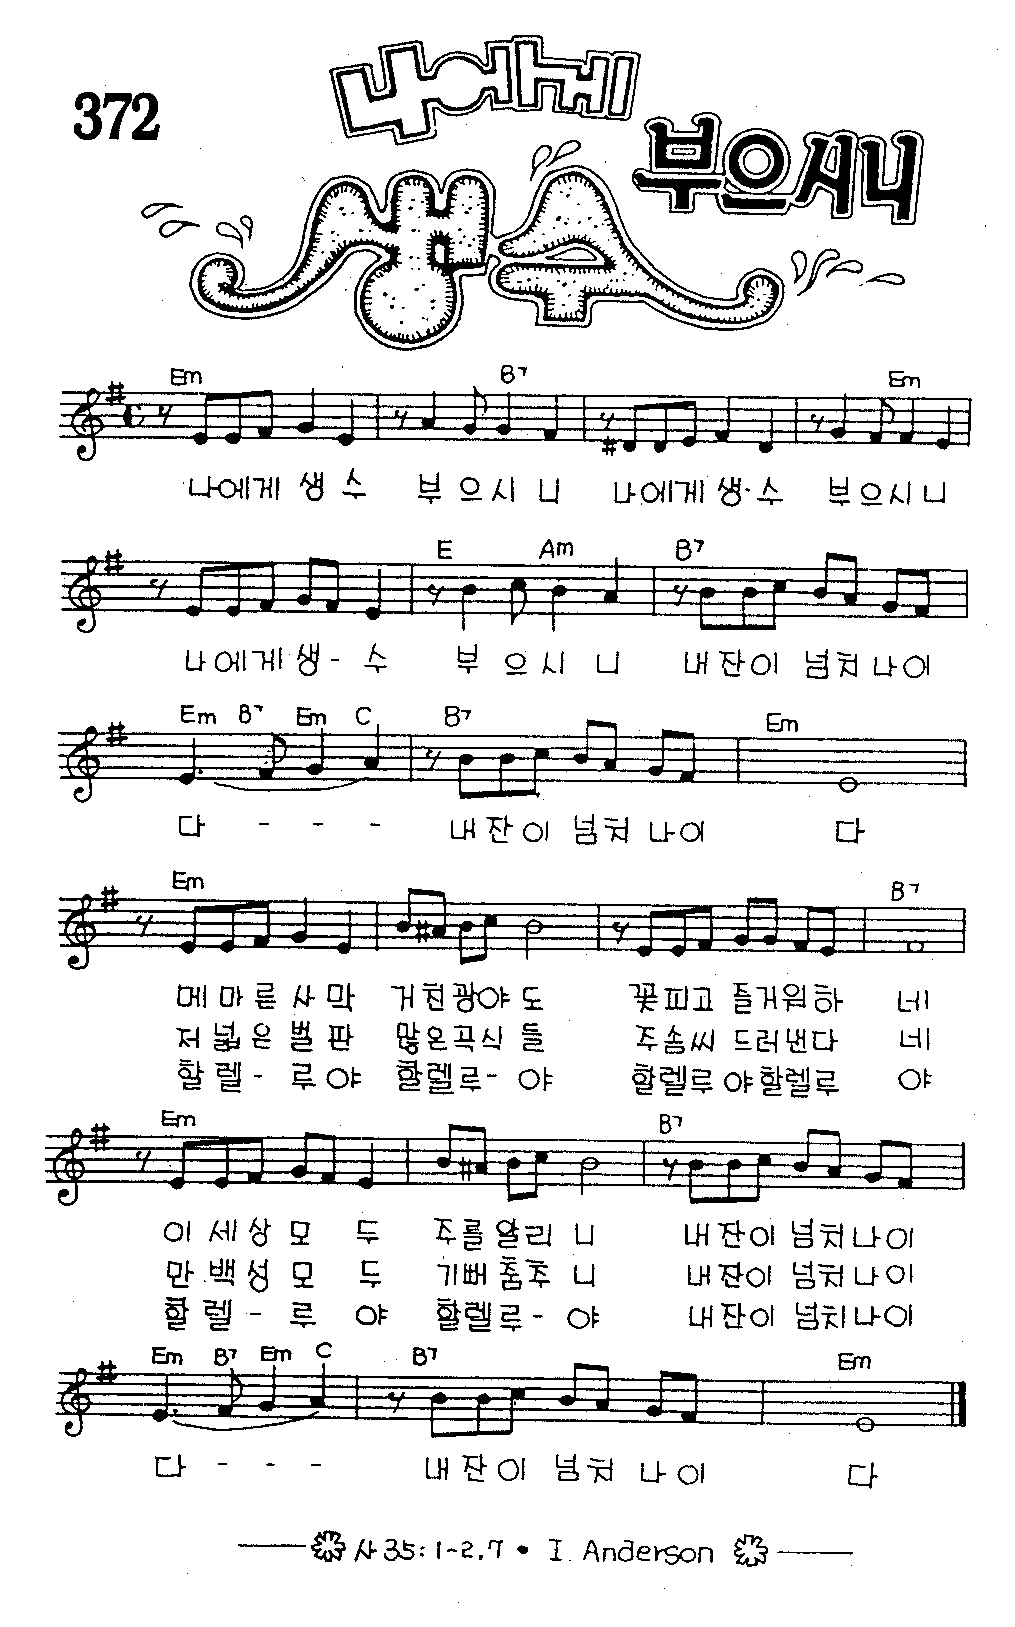 372
나에게 부으시니
생수
Em B7 Em
나에게 생 수 부 으 시 니 나에게 생·수 부으시니
E Am B7
나에게 생 - 수 부 으 시 니 내잔이 넘쳐나이
Em B7 Em C B7 Em
다 - - - 내잔이 넘쳐 나이 다
Em B7
메 마른 사 막 거친광야도 꽃피고 즐거워하 네
저 넓은 벌 판 많은곡식 들 주솜씨 드러낸다 네
할렐 - 루야 할렐루 - 야 할렐루야할렐루 야
Em B7
이 세상 모 두 주를알리 니 내잔이 넘쳐나이
만 백성 모 두 기뻐춤추 니 내잔이 넘쳐나이
할렐 - 루 야 할렐루 - 야 내잔이 넘치나이
Em B7 Em C B7 Em
다 - - - 내 잔이 넘쳐 나이 다
사 35:1-2, 7 • I. Anderson